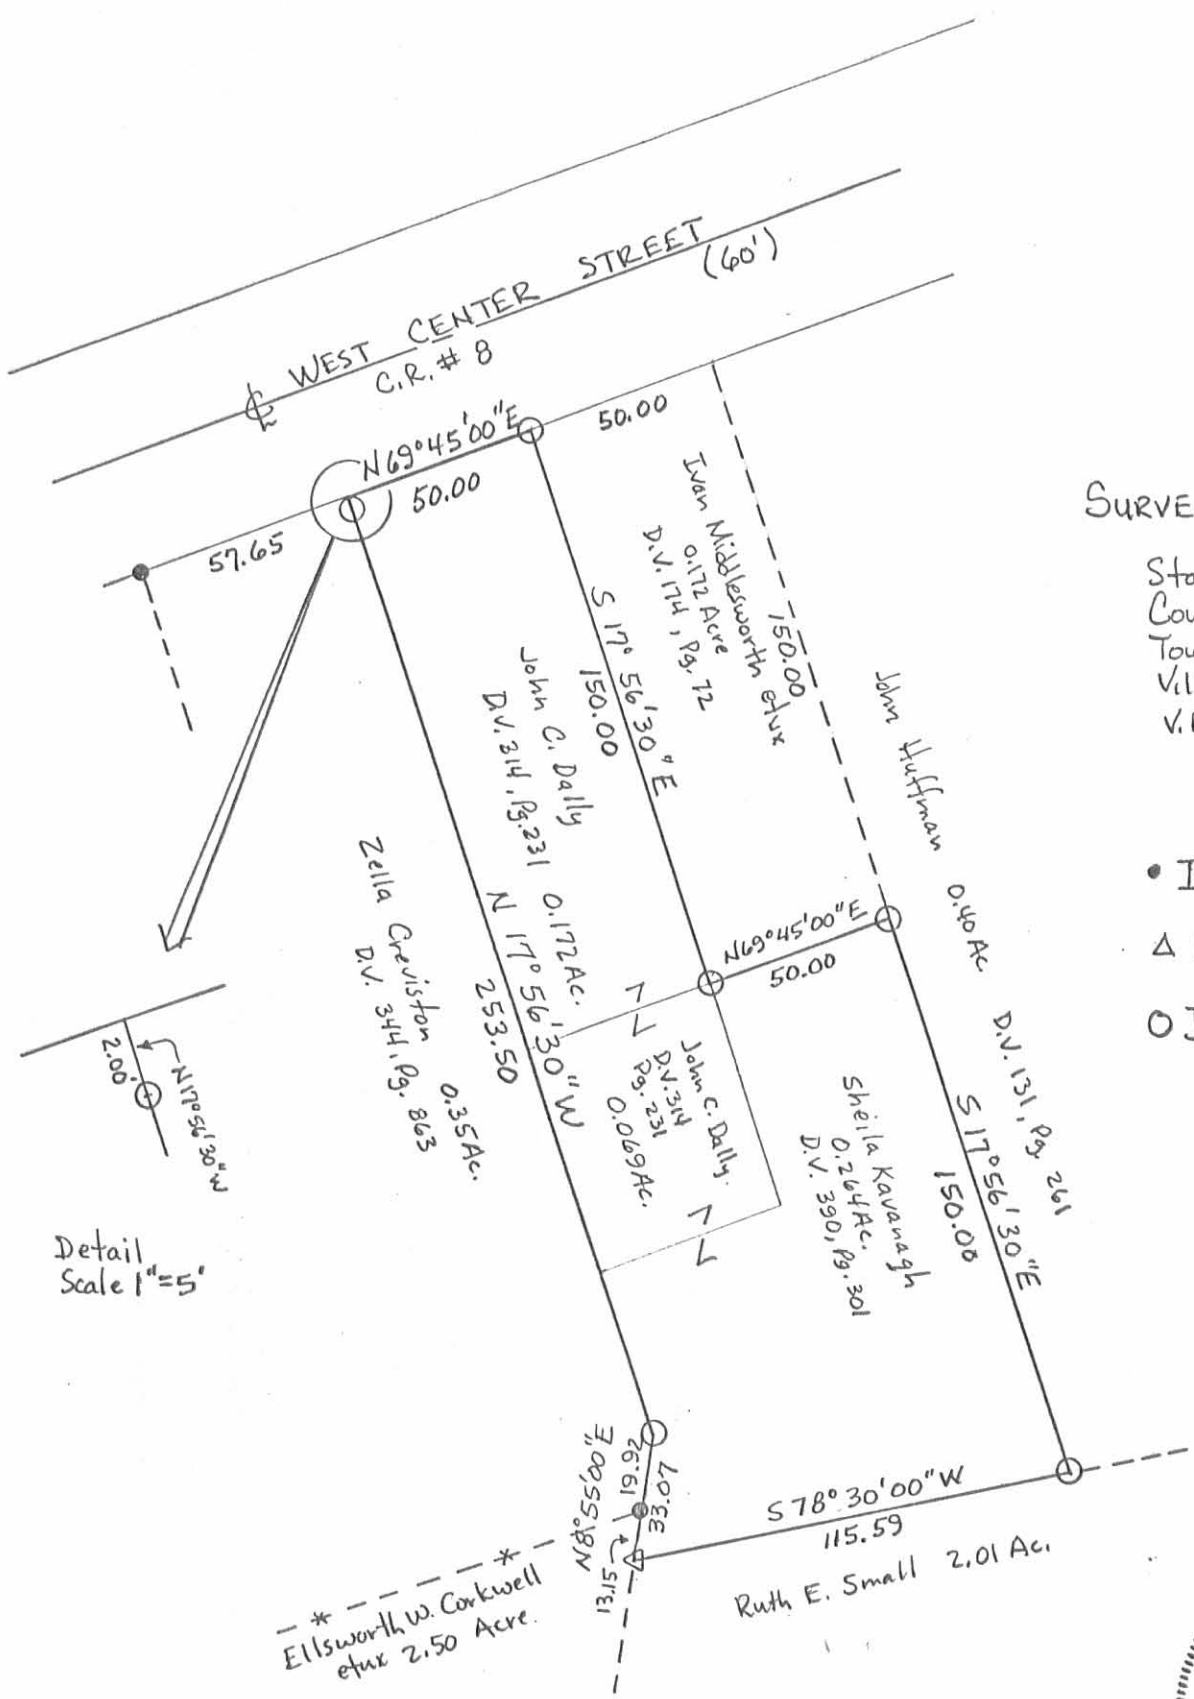 WEST CENTER STREET
(60')
C.R. # 8
℄
N69°45'00"E
50.00
50.00
57.65
Ivan Middlesworth etux
0.172 Acre
D.V. 174, Pg. 72
150.00
S 17° 56'30"E
150.00
John C. Dally
D.V. 314, Pg. 231 0.172 Ac.
N 17° 56'30" W
253.50
Zella Creviston 0.35 Ac.
D.V. 344, Pg. 863
John Huffman 0.40 Ac D.V. 131, Pg. 261
N69°45'00"E
50.00
John C. Dally.
D.V. 314
Pg. 231
0.069 Ac.
Sheila Kavanagh
0.264 Ac.
D.V. 390, Pg. 301
S 17° 56'30"E
150.00
2.00'
N17°56'30"W
Detail
Scale 1"=5'
N8°55'00"E
19.92
33.07
13.15
S 78° 30'00" W
115.59
Ruth E. Small 2.01 Ac.
Ellsworth W. Corkwell
etux 2.50 Acre.
SURVE
Sta
Cou
V.
I